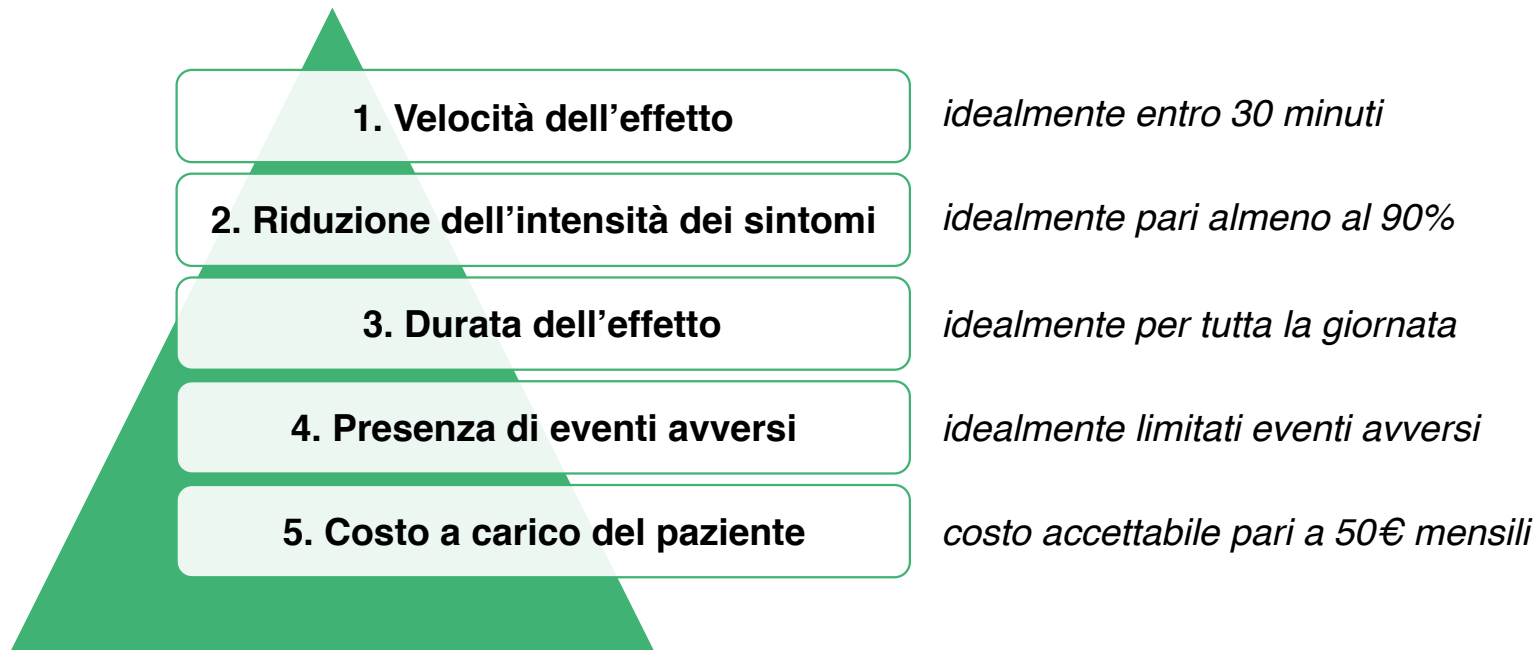 1. Velocità dell’effetto
idealmente entro 30 minuti
2. Riduzione dell’intensità dei sintomi
idealmente pari almeno al 90%
3. Durata dell’effetto
idealmente per tutta la giornata
4. Presenza di eventi avversi
idealmente limitati eventi avversi
5. Costo a carico del paziente
costo accettabile pari a 50€ mensili